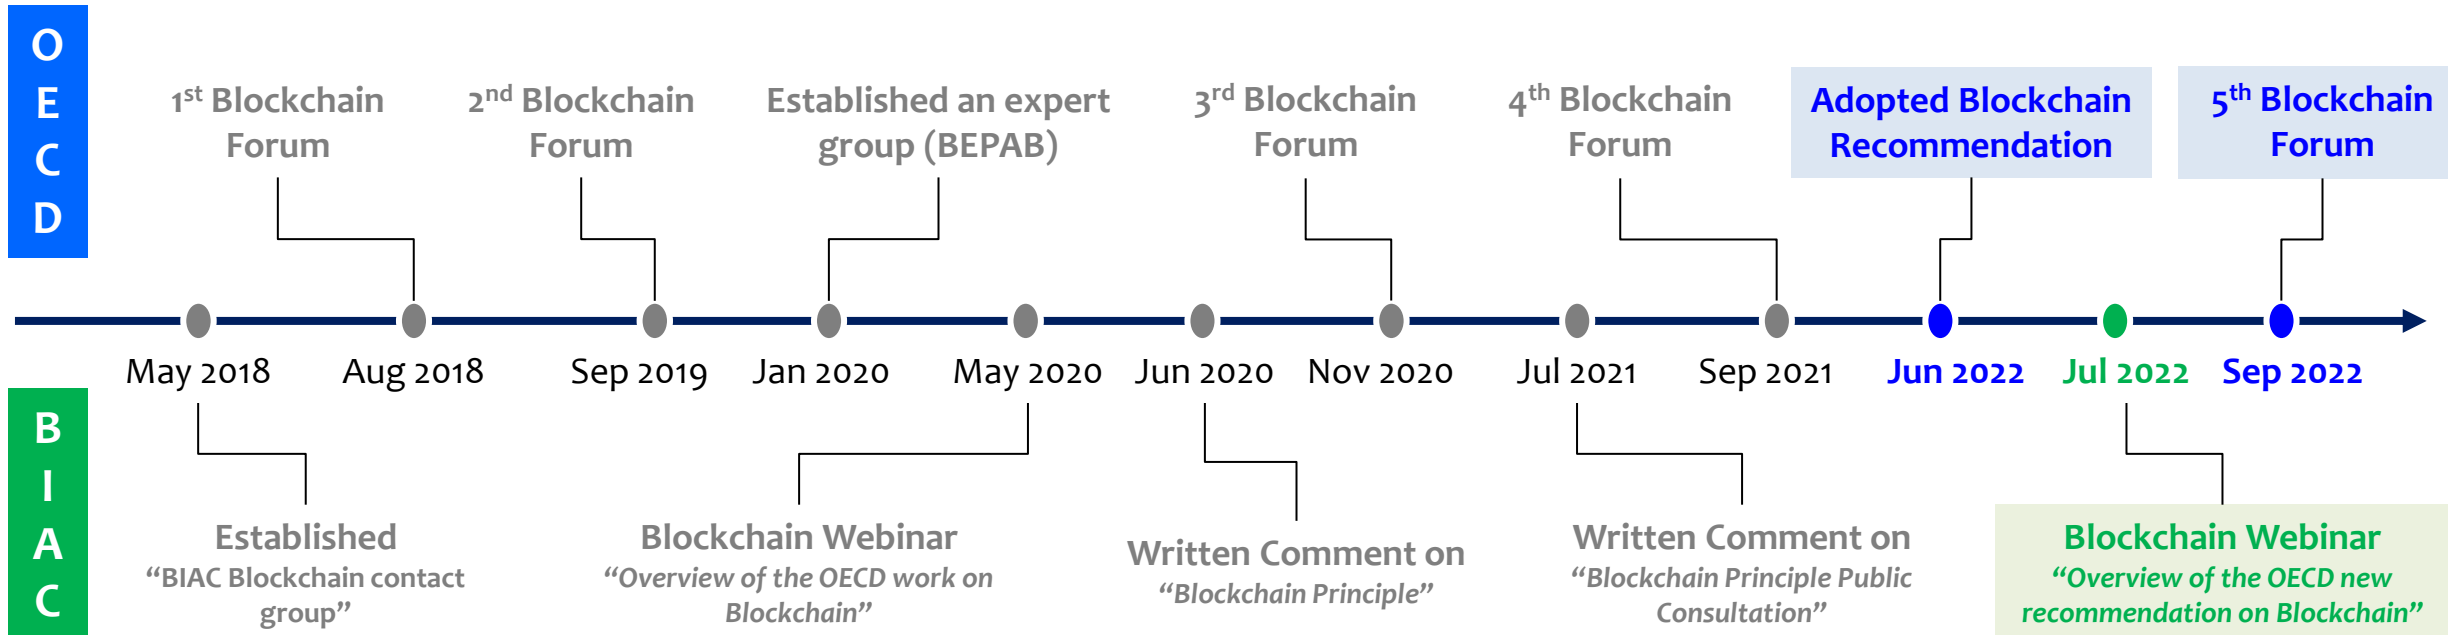 O
E
C
D
1st Blockchain
Forum
2nd Blockchain
Forum
Established an expert
group (BEPAB)
3rd Blockchain
Forum
4th Blockchain
Forum
Adopted Blockchain
Recommendation
5th Blockchain
Forum
May 2018
Aug 2018
Sep 2019
Jan 2020
May 2020
Jun 2020
Nov 2020
Jul 2021
Sep 2021
Jun 2022
Jul 2022
Sep 2022
B
I
A
C
Established
“BIAC Blockchain contact
group”
Blockchain Webinar
“Overview of the OECD work on
Blockchain”
Written Comment on
“Blockchain Principle”
Written Comment on
“Blockchain Principle Public
Consultation”
Blockchain Webinar
“Overview of the OECD new
recommendation on Blockchain”